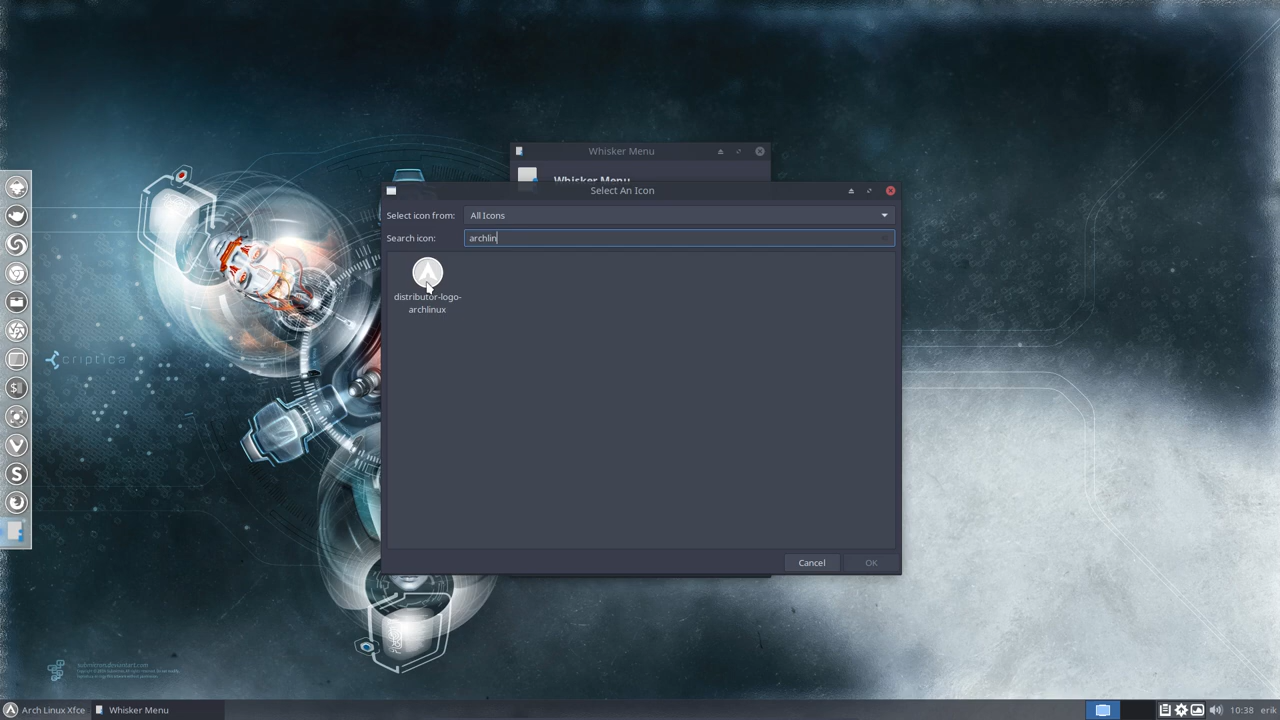 Whisker Menu
Whisker Menu
Select An Icon
Select icon from:
All Icons
Search icon:
archlin
distributor-logo-
archlinux
Cancel
OK
criptica
Arch Linux Xfce
Whisker Menu
10:38
erik